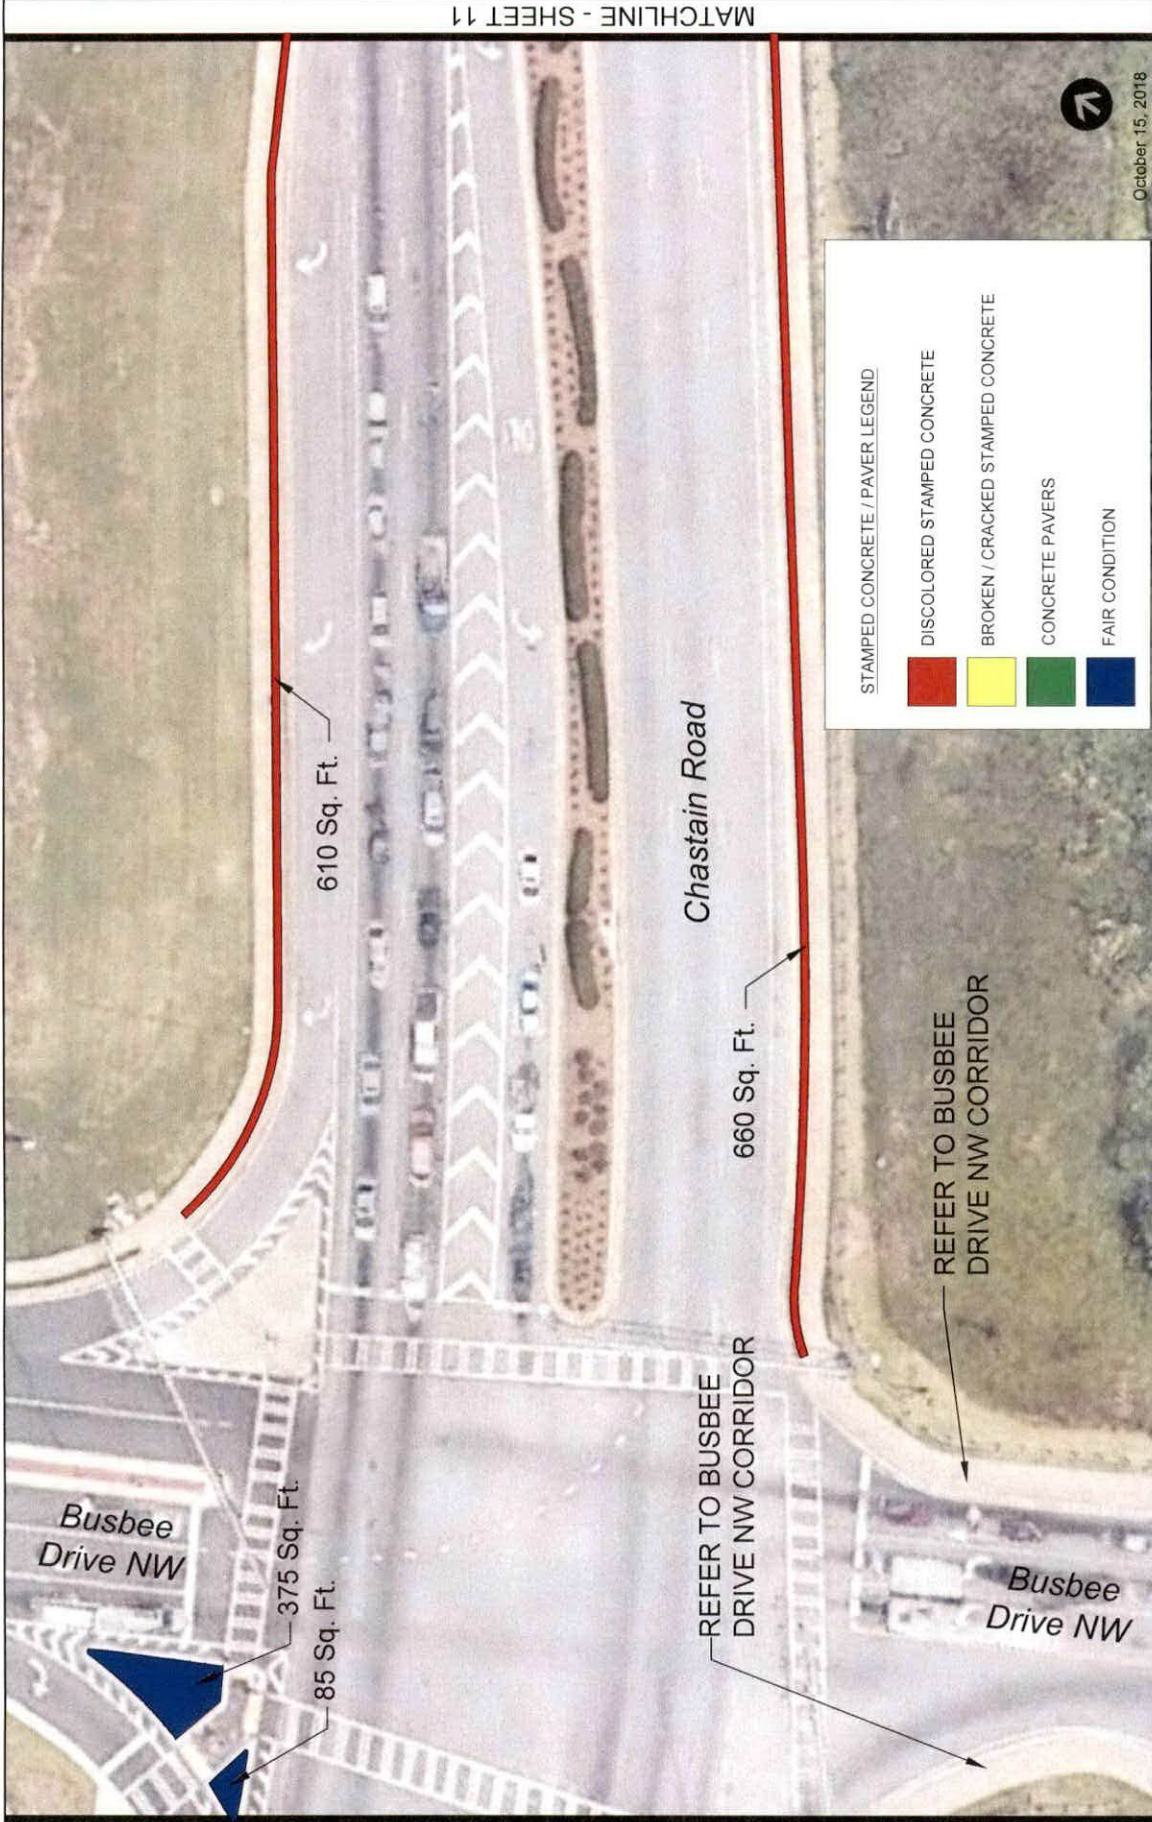 MATCHLINE - SHEET 11
610 Sq. Ft.
Chastain Road
660 Sq. Ft.
Busbee
Drive NW
375 Sq. Ft.
85 Sq. Ft.
REFER TO BUSBEE
DRIVE NW CORRIDOR
REFER TO BUSBEE
DRIVE NW CORRIDOR
Busbee
Drive NW
STAMPED CONCRETE / PAVER LEGEND
DISCOLORED STAMPED CONCRETE
BROKEN / CRACKED STAMPED CONCRETE
CONCRETE PAVERS
FAIR CONDITION
October 15, 2018